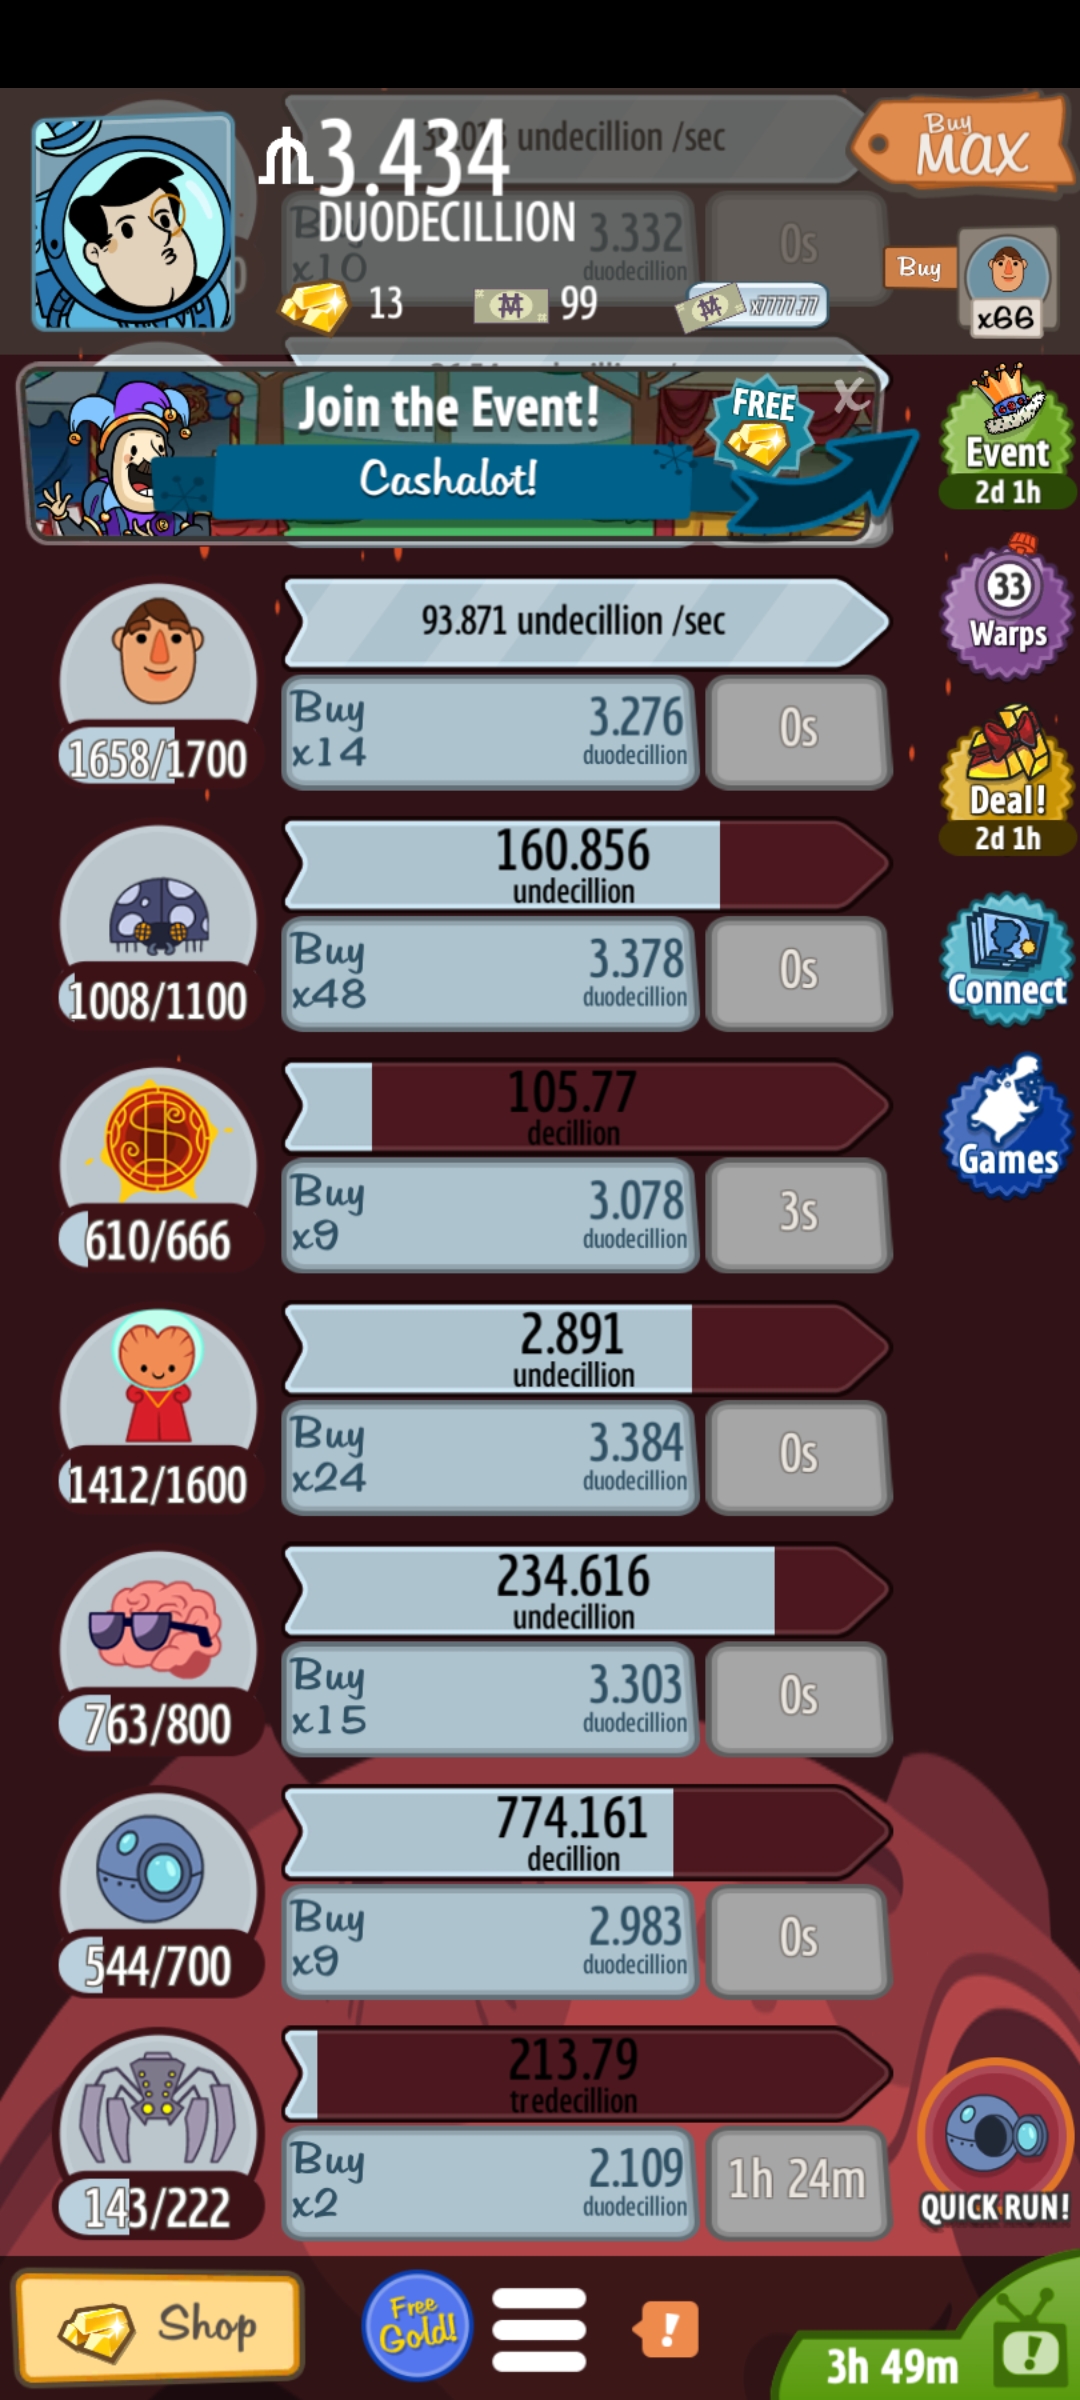 39.01 undecillion /sec
3.434
DUODECILLION
Buy
MAX
Buy
x10
3.332
duodecillion
0s
Buy
x66
13
99
x7777.77
Join the Event!
FREE
X
Cashalot!
Event
2d 1h
33
Warps
93.871 undecillion /sec
1658/1700
Buy
x14
3.276
duodecillion
0s
Deal!
2d 1h
160.856
undecillion
1008/1100
Buy
x48
3.378
duodecillion
0s
Connect
105.77
decillion
610/666
Buy
x9
3.078
duodecillion
3s
Games
2.891
undecillion
1412/1600
Buy
x24
3.384
duodecillion
0s
234.616
undecillion
763/800
Buy
x15
3.303
duodecillion
0s
774.161
decillion
544/700
Buy
x9
2.983
duodecillion
0s
213.79
tredecillion
143/222
Buy
x2
2.109
duodecillion
1h 24m
QUICK RUN!
Shop
Free
Gold!
!
3h 49m
!